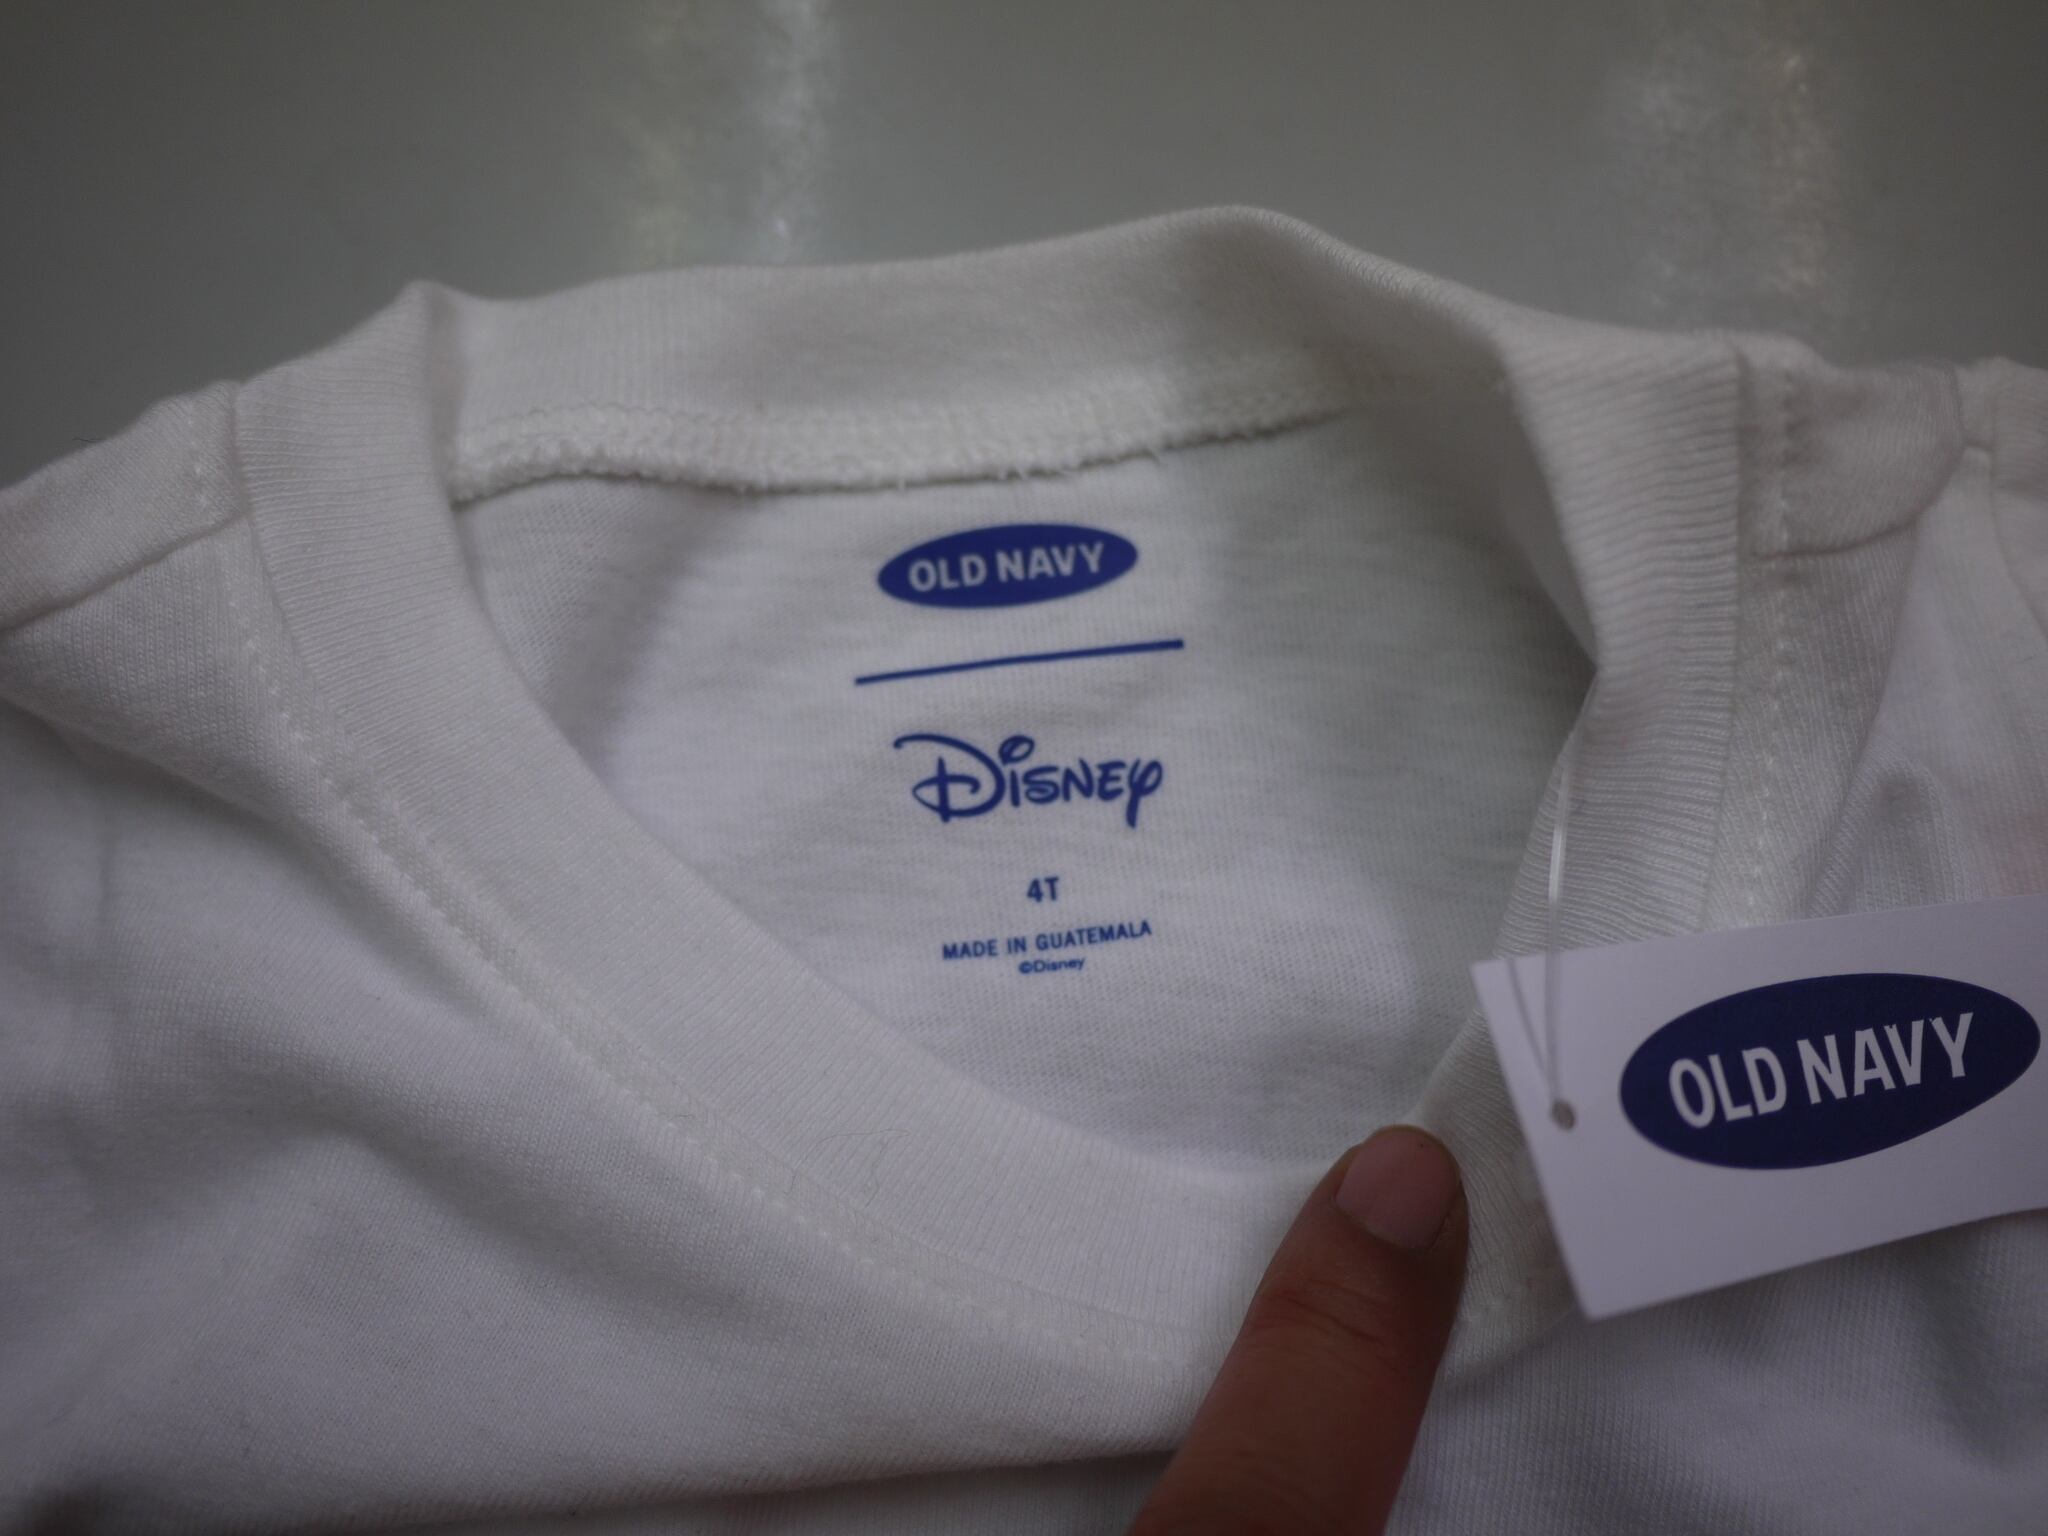 OLD NAVY
Disney
4T
MADE IN GUATEMALA
©Disney
OLD NAVY